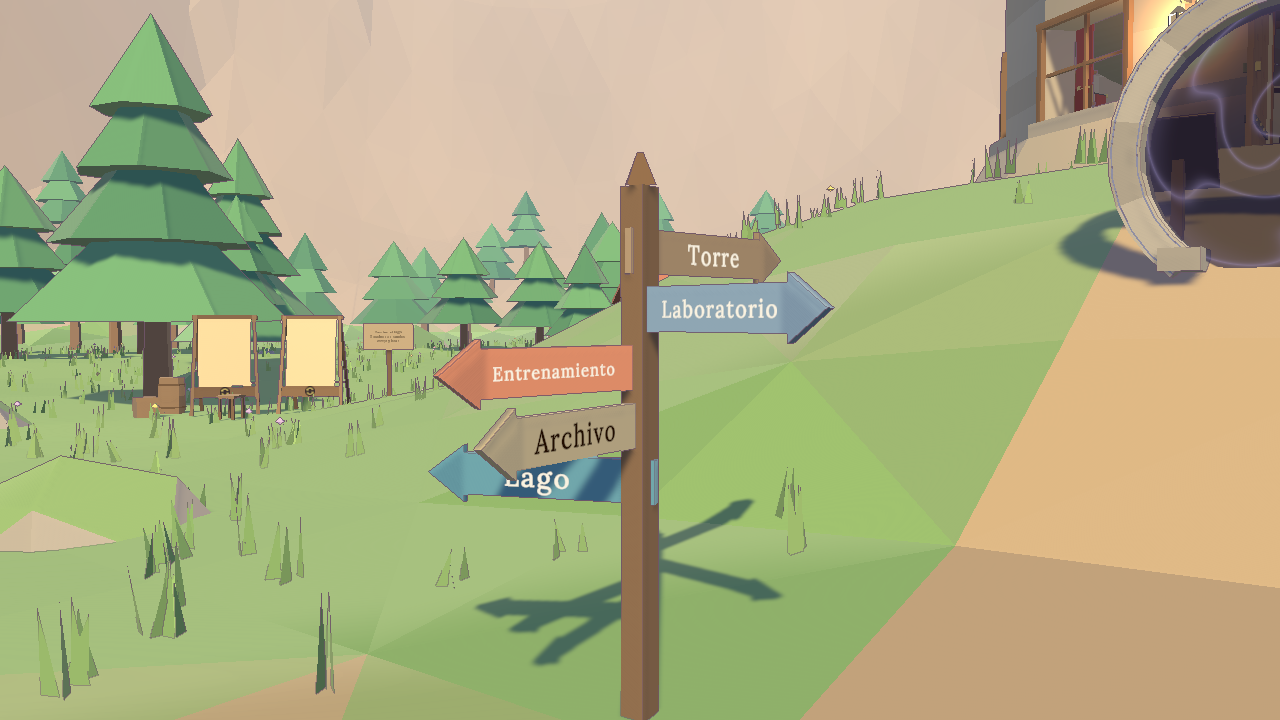 Torre
Laboratorio
Entrenamiento
Archivo
Lago